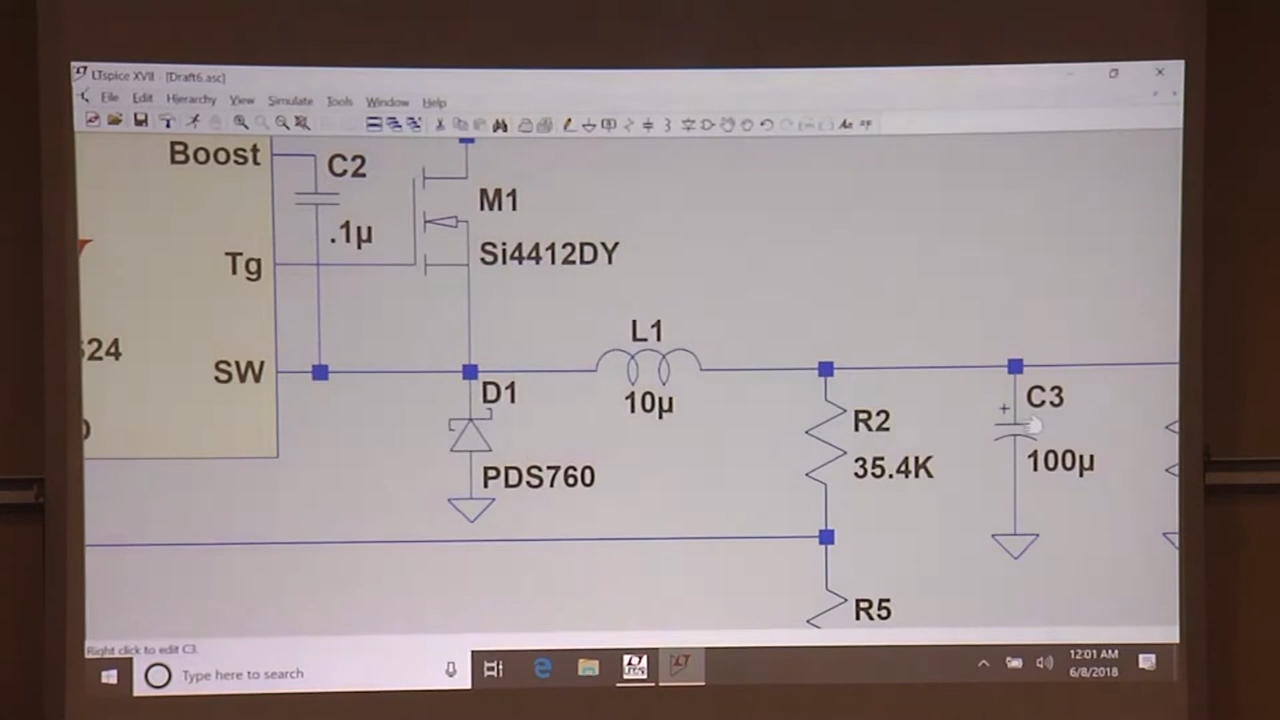 LTspice XVII - [Draft6.asc]
File Edit Hierarchy View Simulate Tools Window Help
Boost
C2
.1µ
M1
Si4412DY
Tg
624
SW
L1
10µ
D1
PDS760
R2
35.4K
C3
+
100µ
R5
Right click to edit C3.
Type here to search
12:01 AM
6/8/2018